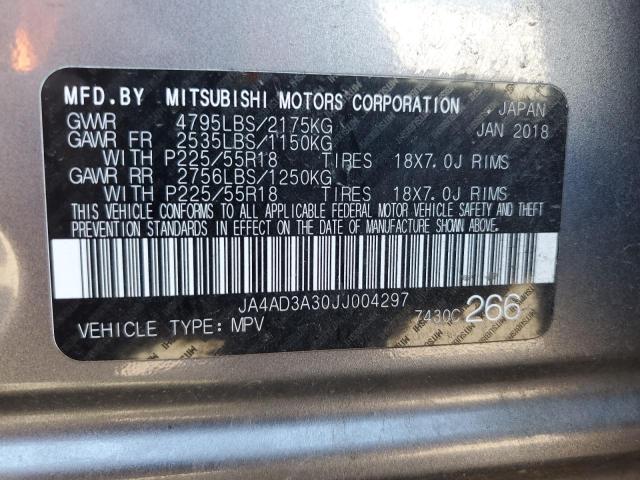 MFD.BY MITSUBISHI MOTORS CORPORATION JAPAN
GVWR 4795LBS/2175KG JAN 2018
GAWR FR 2535LBS/1150KG
WITH P225/55R18 TIRES 18X7.0J RIMS
GAWR RR 2756LBS/1250KG
WITH P225/55R18 TIRES 18X7.0J RIMS
THIS VEHICLE CONFORMS TO ALL APPLICABLE FEDERAL MOTOR VEHICLE SAFETY AND THEFT
PREVENTION STANDARDS IN EFFECT ON THE DATE OF MANUFACTURE SHOWN ABOVE.
JA4AD3A30JJ004297
VEHICLE TYPE: MPV 7430C 266